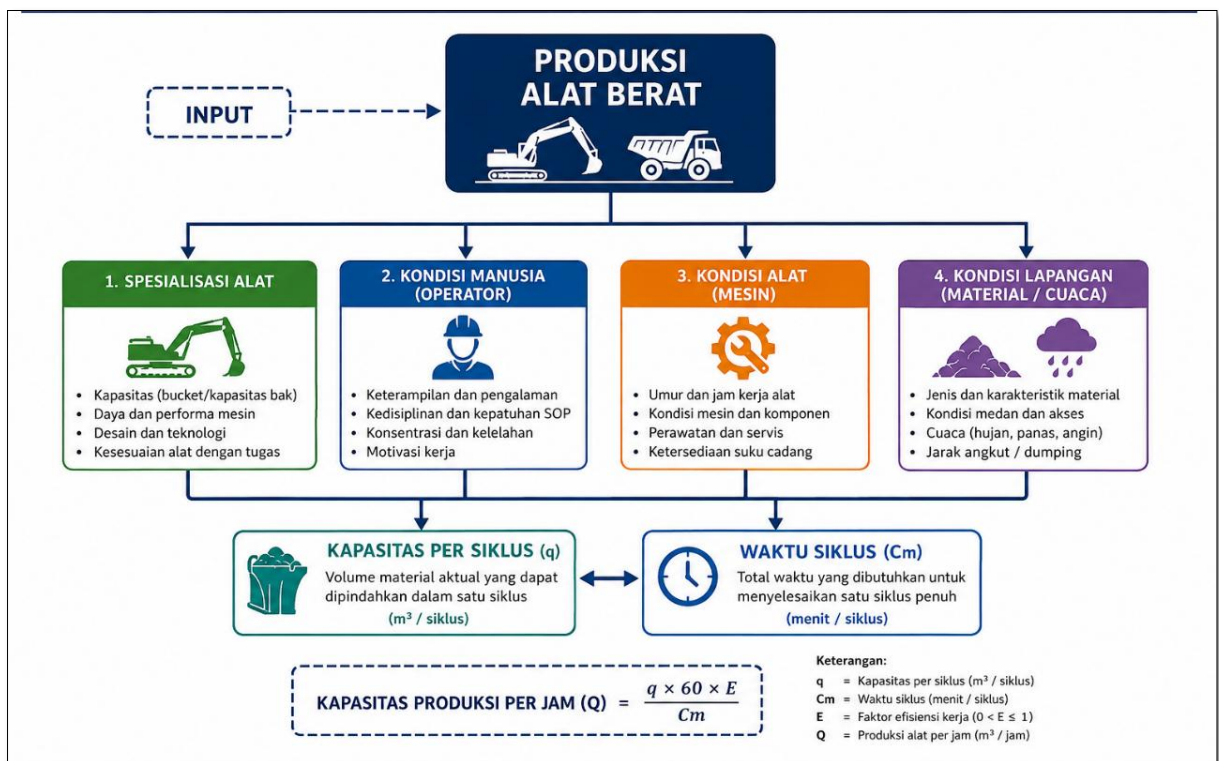 PRODUKSI
ALAT BERAT
INPUT
1. SPESIALISASI ALAT
• Kapasitas (bucket/kapasitas bak)
• Daya dan performa mesin
• Desain dan teknologi
• Kesesuaian alat dengan tugas
2. KONDISI MANUSIA
(OPERATOR)
• Keterampilan dan pengalaman
• Kedisiplinan dan kepatuhan SOP
• Konsentrasi dan kelelahan
• Motivasi kerja
3. KONDISI ALAT
(MESIN)
• Umur dan jam kerja alat
• Kondisi mesin dan komponen
• Perawatan dan servis
• Ketersediaan suku cadang
4. KONDISI LAPANGAN
(MATERIAL / CUACA)
• Jenis dan karakteristik material
• Kondisi medan dan akses
• Cuaca (hujan, panas, angin)
• Jarak angkut / dumping
KAPASITAS PER SIKLUS (q)
Volume material aktual yang dapat
dipindahkan dalam satu siklus
(m³ / siklus)
WAKTU SIKLUS (Cm)
Total waktu yang dibutuhkan untuk
menyelesaikan satu siklus penuh
(menit / siklus)
KAPASITAS PRODUKSI PER JAM (Q) = q × 60 × E / Cm
Keterangan:
q = Kapasitas per siklus (m³ / siklus)
Cm = Waktu siklus (menit / siklus)
E = Faktor efisiensi kerja (0 < E ≤ 1)
Q = Produksi alat per jam (m³ / jam)